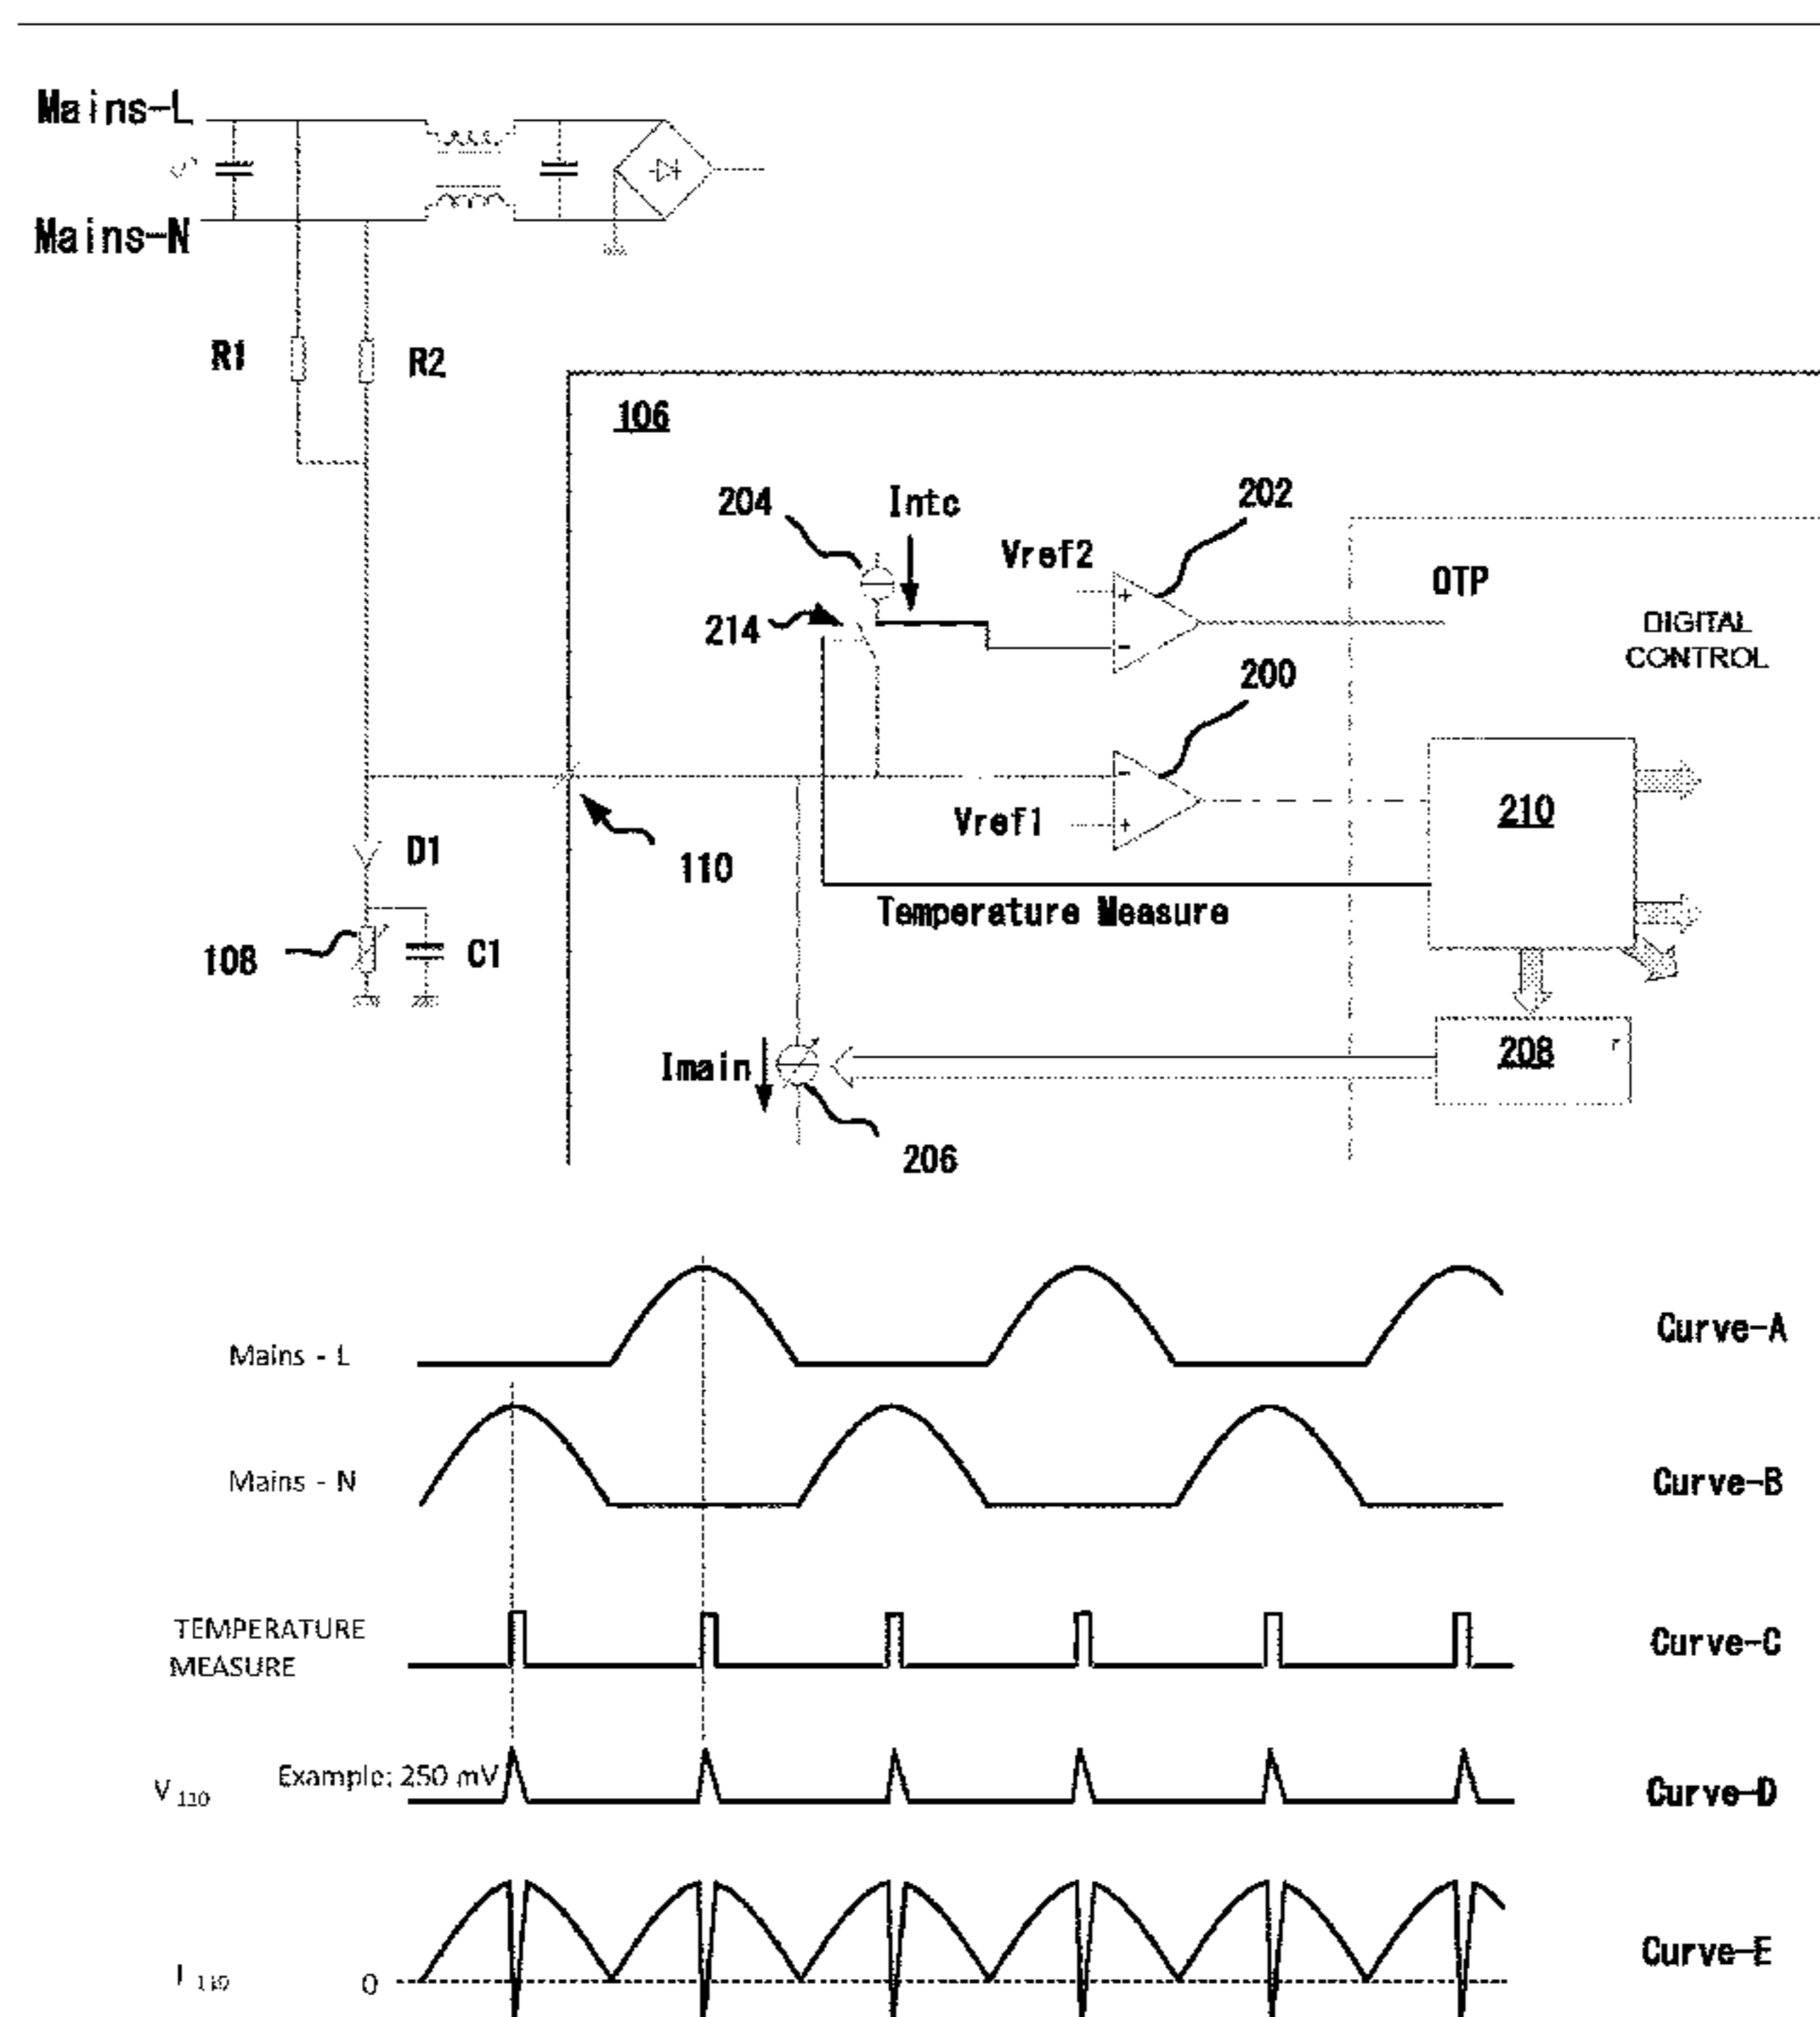 Mains-L
Mains-N
R1
R2
106
204
Intc
202
Vref2
OTP
214
DIGITAL
CONTROL
200
Vref1
210
D1
110
Temperature Measure
108
C1
Imain
208
206
Mains - L
Curve-A
Mains - N
Curve-B
TEMPERATURE
MEASURE
Curve-C
V 110
Example: 250 mV
Curve-D
I 110
0
Curve-E